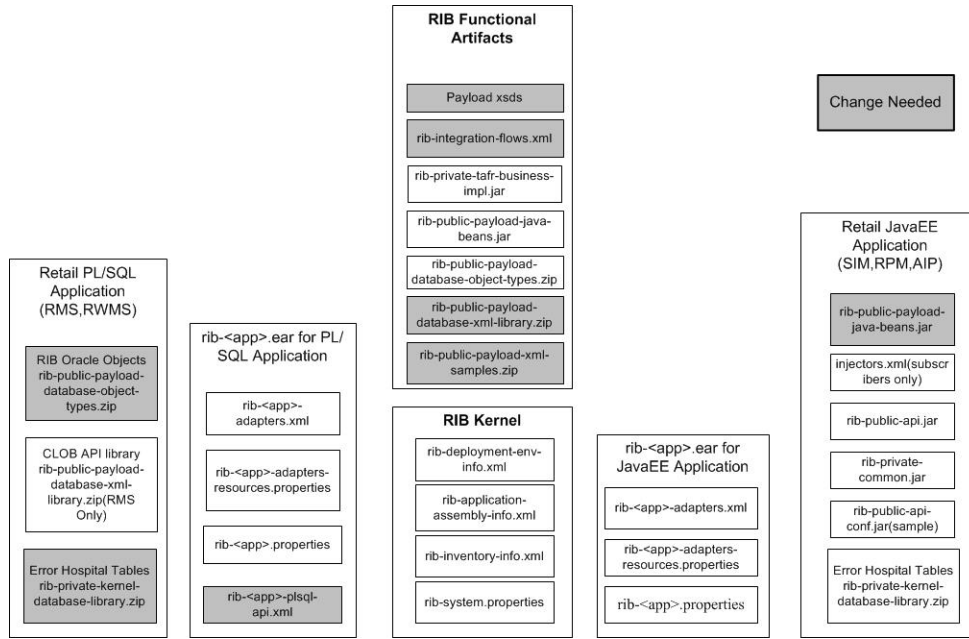 RIB Functional
Artifacts
Payload xsds
rib-integration-flows.xml
rib-private-tafr-business-
impl.jar
rib-public-payload-java-
beans.jar
rib-public-payload-
database-object-types.zip
rib-public-payload-
database-xml-library.zip
rib-public-payload-xml-
samples.zip
Change Needed
Retail PL/SQL
Application
(RMS,RWMS)
RIB Oracle Objects
rib-public-payload-
database-object-
types.zip
CLOB API library
rib-public-payload-
database-xml-
library.zip(RMS
Only)
Error Hospital Tables
rib-private-kernel-
database-library.zip
rib-<app>.ear for PL/
SQL Application
rib-<app>-
adapters.xml
rib-<app>-adapters-
resources.properties
rib-<app>.properties
rib-<app>-plsql-
api.xml
RIB Kernel
rib-deployment-env-
info.xml
rib-application-
assembly-info.xml
rib-inventory-info.xml
rib-system.properties
rib-<app>.ear for
JavaEE Application
rib-<app>-adapters.xml
rib-<app>-adapters-
resources.properties
rib-<app>.properties
Retail JavaEE
Application
(SIM,RPM,AIP)
rib-public-payload-
java-beans.jar
injectors.xml(subsc
ribers only)
rib-public-api.jar
rib-private-
common.jar
rib-public-api-
conf.jar(sample)
Error Hospital Tables
rib-private-kernel-
database-library.zip